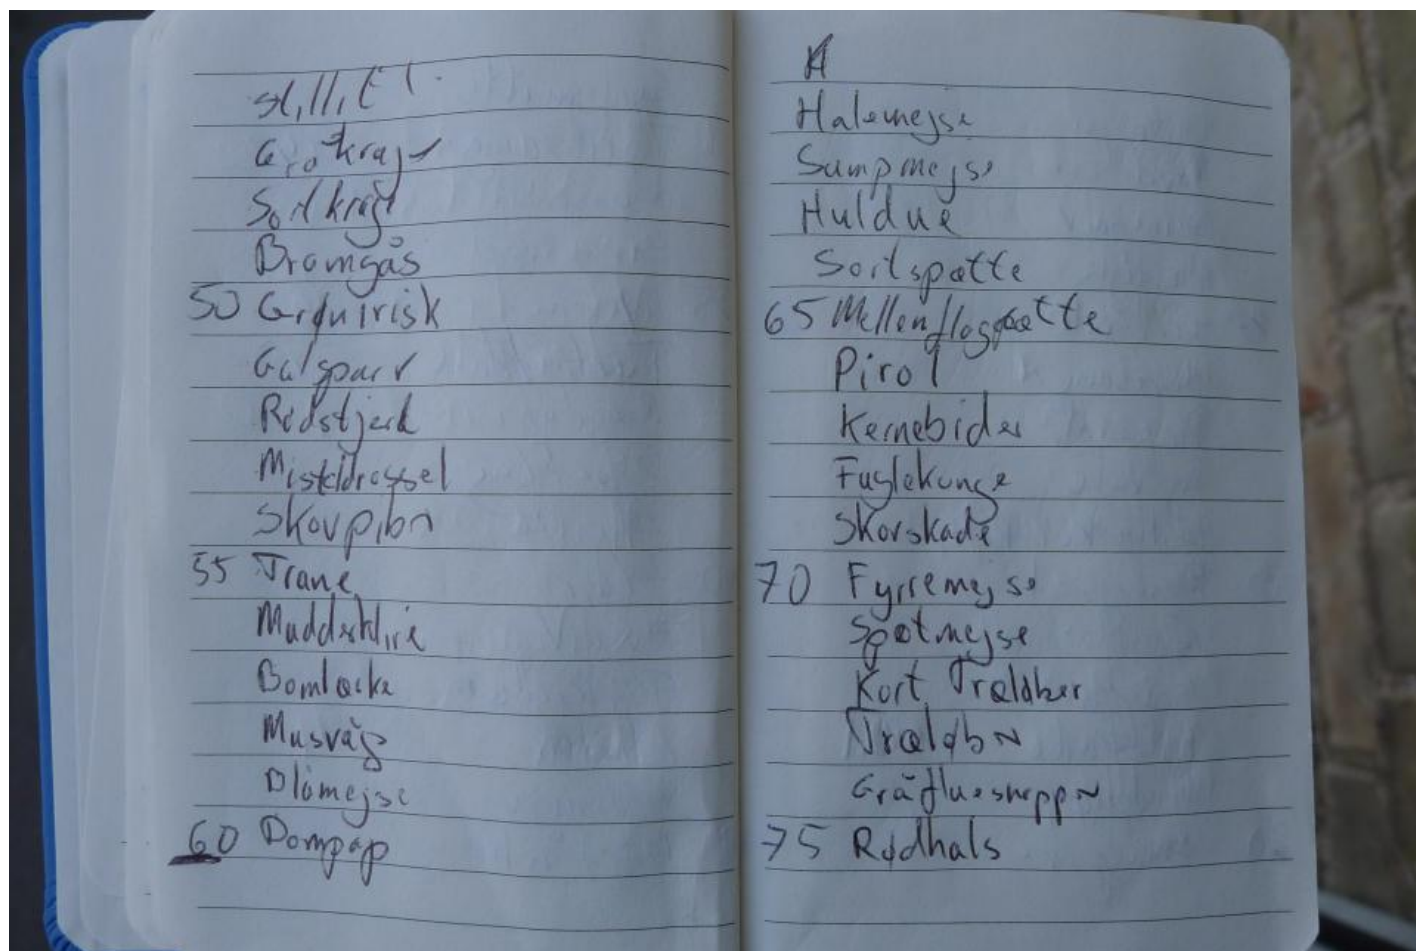 Stillit
Gråkrage
Sortkrage
Bramgås
50 Grønirisk
Gulspurv
Rødstjert
Misteldrossel
Skovpiber
55 Trane
Mudderklire
Bomlærke
Musvåge
Blåmejse
60 Dompap
Halemejse
Sumpmejse
Huldue
Sortspætte
65 Mellemflagspætte
Pirol
Kernebider
Fuglekonge
Skovskade
70 Fyrremejse
Spætmejse
Kort Træløber
Træløber
Gråfluesnapper
75 Rødhals